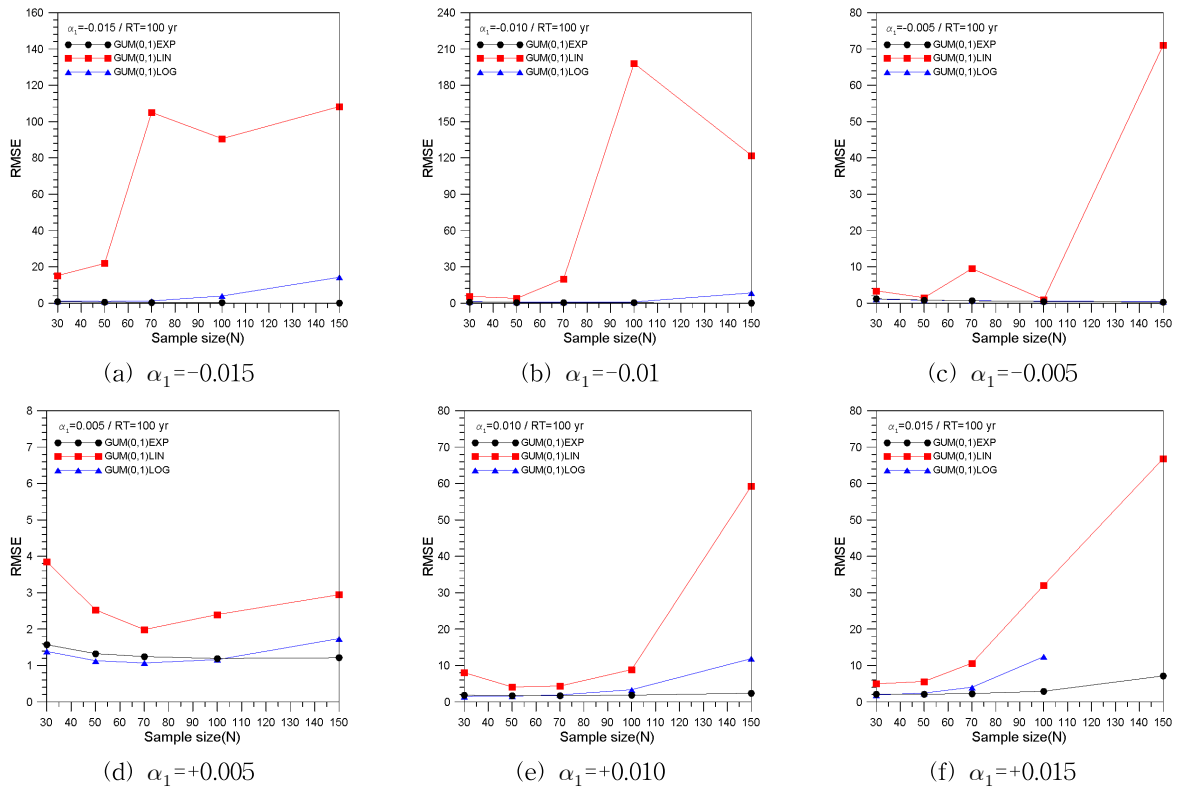 160
140
120
100
80
60
40
20
0
RMSE
α₁=-0.015 / RT=100 yr
GUM(0,1)EXP
GUM(0,1)LIN
GUM(0,1)LOG
30 40 50 60 70 80 90 100 110 120 130 140 150
Sample size(N)
(a) α₁=-0.015
240
210
180
150
120
90
60
30
0
RMSE
α₁=-0.010 / RT=100 yr
GUM(0,1)EXP
GUM(0,1)LIN
GUM(0,1)LOG
30 40 50 60 70 80 90 100 110 120 130 140 150
Sample size(N)
(b) α₁=-0.01
80
70
60
50
40
30
20
10
0
RMSE
α₁=-0.005 / RT=100 yr
GUM(0,1)EXP
GUM(0,1)LIN
GUM(0,1)LOG
30 40 50 60 70 80 90 100 110 120 130 140 150
Sample size(N)
(c) α₁=-0.005
8
7
6
5
4
3
2
1
0
RMSE
α₁=0.005 / RT=100 yr
GUM(0,1)EXP
GUM(0,1)LIN
GUM(0,1)LOG
30 40 50 60 70 80 90 100 110 120 130 140 150
Sample size(N)
(d) α₁=+0.005
80
70
60
50
40
30
20
10
0
RMSE
α₁=0.010 / RT=100 yr
GUM(0,1)EXP
GUM(0,1)LIN
GUM(0,1)LOG
30 40 50 60 70 80 90 100 110 120 130 140 150
Sample size(N)
(e) α₁=+0.010
80
70
60
50
40
30
20
10
0
RMSE
α₁=0.015 / RT=100 yr
GUM(0,1)EXP
GUM(0,1)LIN
GUM(0,1)LOG
30 40 50 60 70 80 90 100 110 120 130 140 150
Sample size(N)
(f) α₁=+0.015